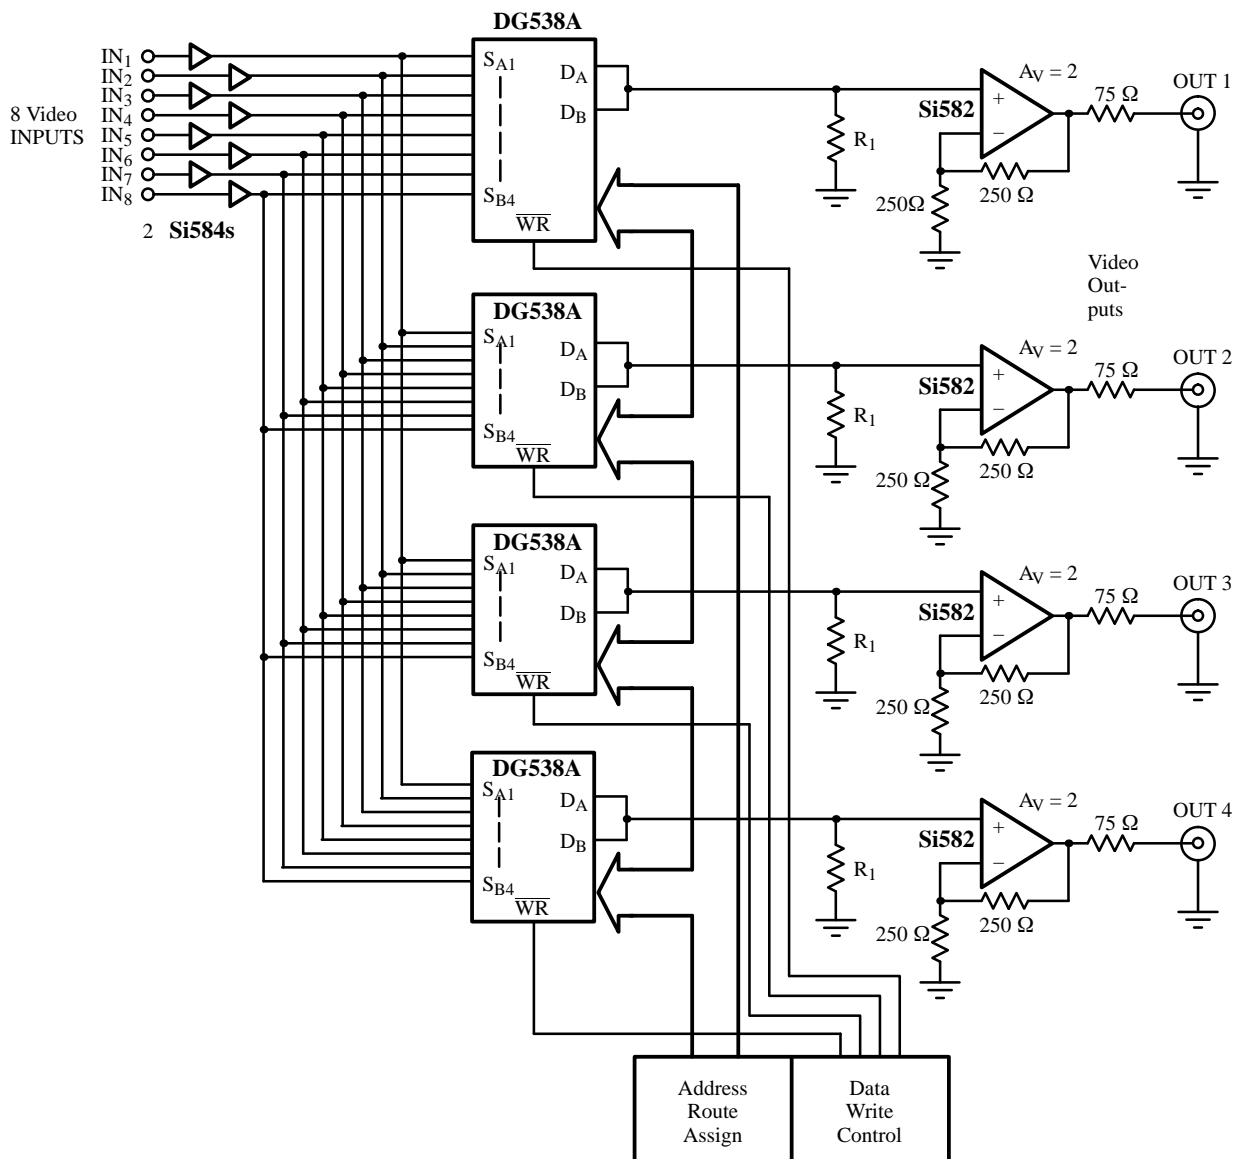 DG538A
IN1
IN2
IN3
IN4
IN5
IN6
IN7
IN8
8 Video
INPUTS
2 Si584s
SA1
SB4
DA
DB
WR
R1
Si582
AV = 2
+
−
250Ω
250 Ω
75 Ω
OUT 1
Video
Out-
puts
DG538A
SA1
SB4
DA
DB
WR
R1
Si582
AV = 2
+
−
250 Ω
250 Ω
75 Ω
OUT 2
DG538A
SA1
SB4
DA
DB
WR
R1
Si582
AV = 2
+
−
250 Ω
250 Ω
75 Ω
OUT 3
DG538A
SA1
SB4
DA
DB
WR
R1
Si582
AV = 2
+
−
250 Ω
250 Ω
75 Ω
OUT 4
Address
Route
Assign
Data
Write
Control